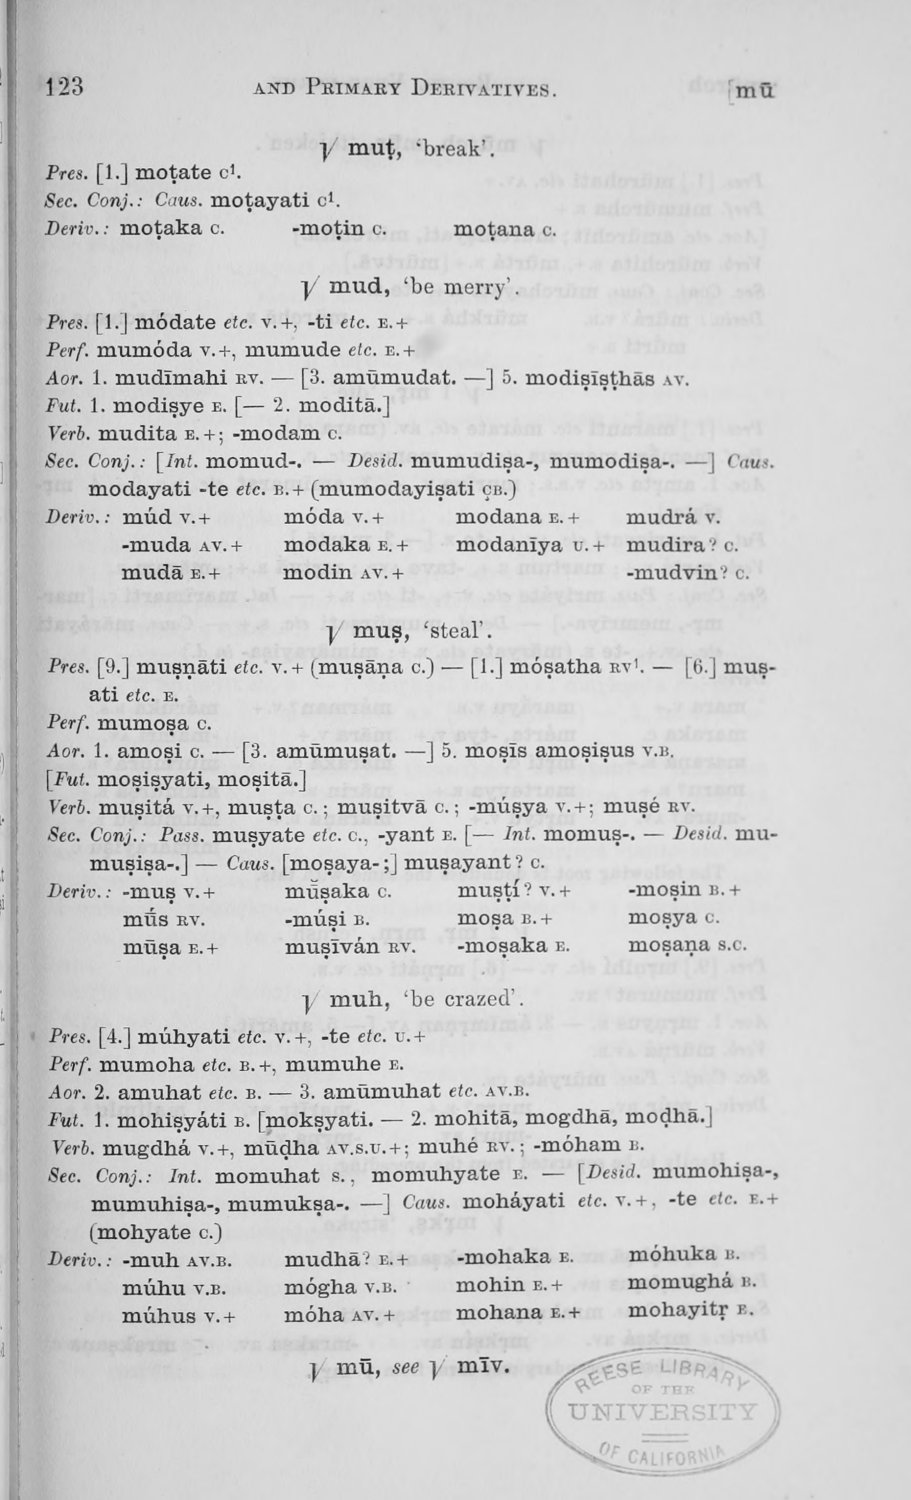 123 AND PRIMARY DERIVATIVES. [mū
√ muṭ, ‘break’.
Pres. [1.] moṭate C¹.
Sec. Conj.: Caus. moṭayati C¹.
Deriv.: moṭaka C. -moṭin C. moṭana C.
√ mud, ‘be merry’.
Pres. [1.] módate etc. V.+, -ti etc. E.+
Perf. mumóda V.+, mumude etc. E.+
Aor. 1. mudīmahi RV. — [3. amūmudat. —] 5. modiṣīṣṭhās AV.
Fut. 1. modiṣye E. [— 2. moditā.]
Verb. mudita E.+; -modam C.
Sec. Conj.: [Int. momud-. — Desid. mumudiṣa-, mumodiṣa-. —] Caus.
modayati -te etc. B.+ (mumodayiṣati ÇB.)
Deriv.: múd V.+ móda V.+ modana E.+ mudrá V.
-muda AV.+ modaka E.+ modanīya U.+ mudira? C.
mudā E.+ modin AV.+ -mudvin? C.
√ muṣ, ‘steal’.
Pres. [9.] muṣṇāti etc. V.+ (muṣāṇa C.) — [1.] móṣatha RV¹. — [6.] muṣ-
ati etc. E.
Perf. mumoṣa C.
Aor. 1. amoṣi C. — [3. amūmuṣat. —] 5. moṣīs amoṣiṣus V.B.
[Fut. moṣiṣyati, moṣitā.]
Verb. muṣitá V.+, muṣṭa C.; muṣitvā C.; -múṣya V.+; muṣé RV.
Sec. Conj.: Pass. muṣyate etc. C., -yant E. [— Int. momuṣ-. — Desid. mu-
muṣiṣa-.] — Caus. [moṣaya-;] muṣayant? C.
Deriv.: -muṣ V.+ mū̆ṣaka C. muṣṭí? V.+ -moṣin B.+
mū́s RV. -múṣi B. moṣa B.+ moṣya C.
mūṣa E.+ muṣīván RV. -moṣaka E. moṣaṇa S.C.
√ muh, ‘be crazed’.
Pres. [4.] múhyati etc. V.+, -te etc. U.+
Perf. mumoha etc. B.+, mumuhe E.
Aor. 2. amuhat etc. B. — 3. amūmuhat etc. AV.B.
Fut. 1. mohiṣyáti B. [mokṣyati. — 2. mohitā, mogdhā, moḍhā.]
Verb. mugdhá V.+, mūḍha AV.S.U.+; muhé RV.; -móham B.
Sec. Conj.: Int. momuhat S., momuhyate E. — [Desid. mumohiṣa-,
mumuhiṣa-, mumukṣa-. —] Caus. moháyati etc. V.+, -te etc. E.+
(mohyate C.)
Deriv.: -muh AV.B. mudhā? E.+ -mohaka E. móhuka B.
múhu V.B. mógha V.B. mohin E.+ momughá B.
múhus V.+ móha AV.+ mohana E.+ mohayitṛ E.
√ mū, see √ mīv.
REESE LIBRARY
OF THE
UNIVERSITY
OF CALIFORNIA